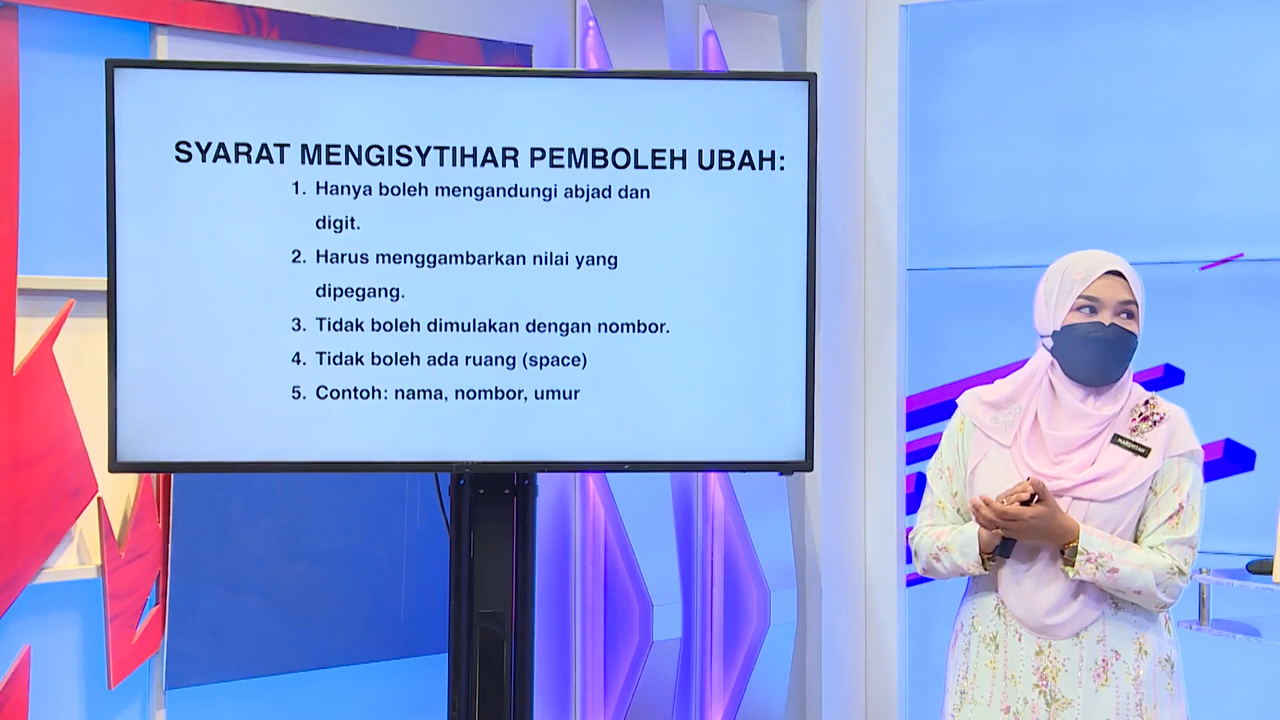 SYARAT MENGISYTIHAR PEMBOLEH UBAH:
1. Hanya boleh mengandungi abjad dan
digit.
2. Harus menggambarkan nilai yang
dipegang.
3. Tidak boleh dimulakan dengan nombor.
4. Tidak boleh ada ruang (space)
5. Contoh: nama, nombor, umur